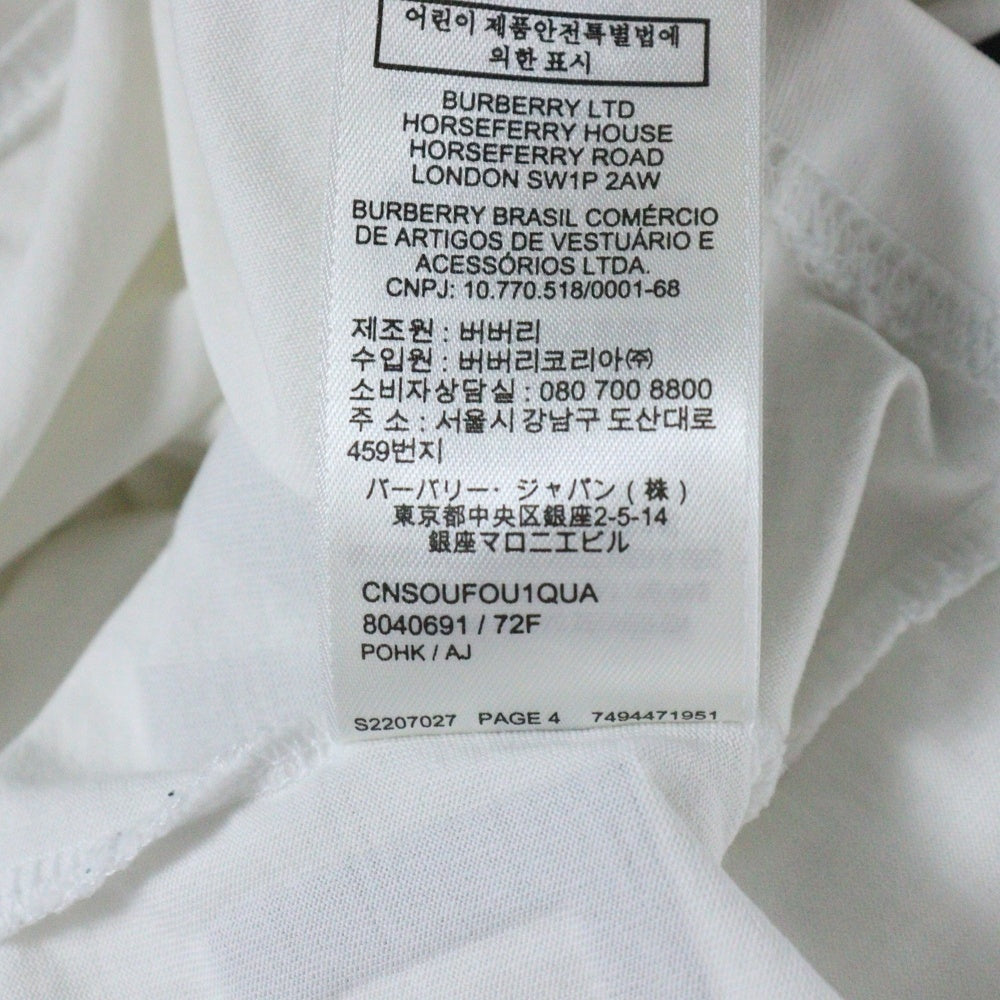 어린이 제품안전특별법에
의한 표시
BURBERRY LTD
HORSEFERRY HOUSE
HORSEFERRY ROAD
LONDON SW1P 2AW
BURBERRY BRASIL COMÉRCIO
DE ARTIGOS DE VESTUÁRIO E
ACESSÓRIOS LTDA.
CNPJ: 10.770.518/0001-68
제조원 : 버버리
수입원 : 버버리코리아㈜
소비자상담실 : 080 700 8800
주 소 : 서울시 강남구 도산대로
459번지
バーバリー· ジャパン ( 株 )
東京都中央区銀座2-5-14
銀座マロニエビル
CNSOUFOU1QUA
8040691 / 72F
POHK / AJ
S2207027 PAGE 4 7494471951